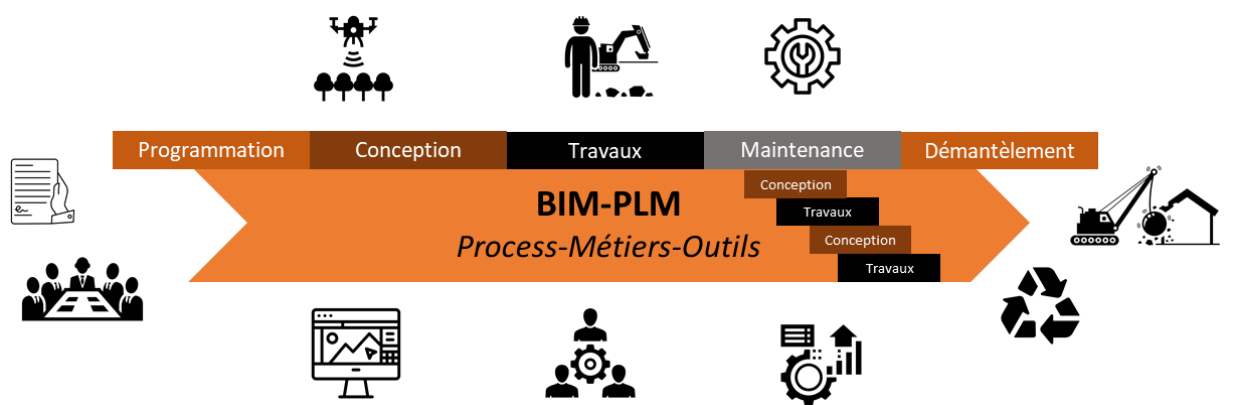 Programmation
Conception
Travaux
Maintenance
Démantèlement
BIM-PLM
Process-Métiers-Outils
Conception
Travaux
Conception
Travaux